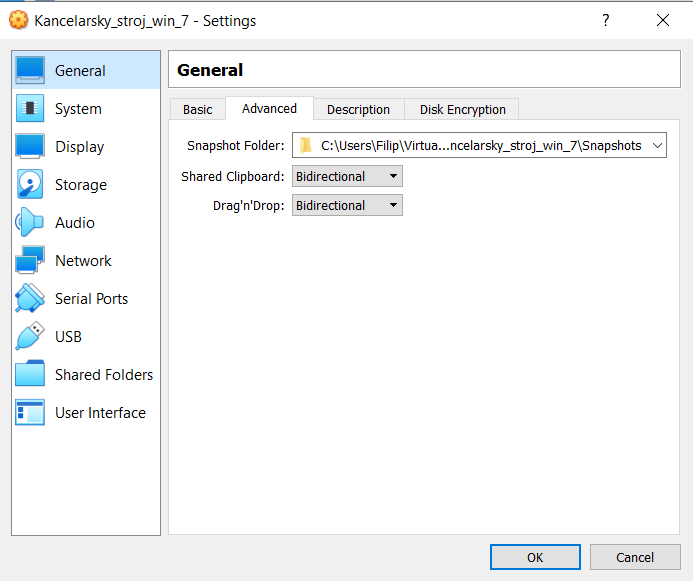 Kancelarsky_stroj_win_7 - Settings
?
General
System
Display
Storage
Audio
Network
Serial Ports
USB
Shared Folders
User Interface
General
Basic
Advanced
Description
Disk Encryption
Snapshot Folder: C:\Users\Filip\Virtua...ncelarsky_stroj_win_7\Snapshots
Shared Clipboard: Bidirectional
Drag'n'Drop: Bidirectional
OK
Cancel